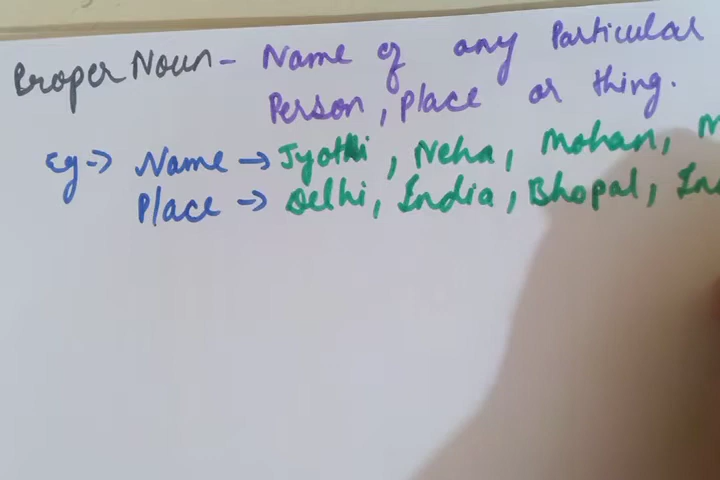 Proper Noun - Name of any Particular
Person, Place or thing.
Eg -> Name -> Jyothi, Neha, Mohan, M
Place -> Delhi, India, Bhopal, Ind